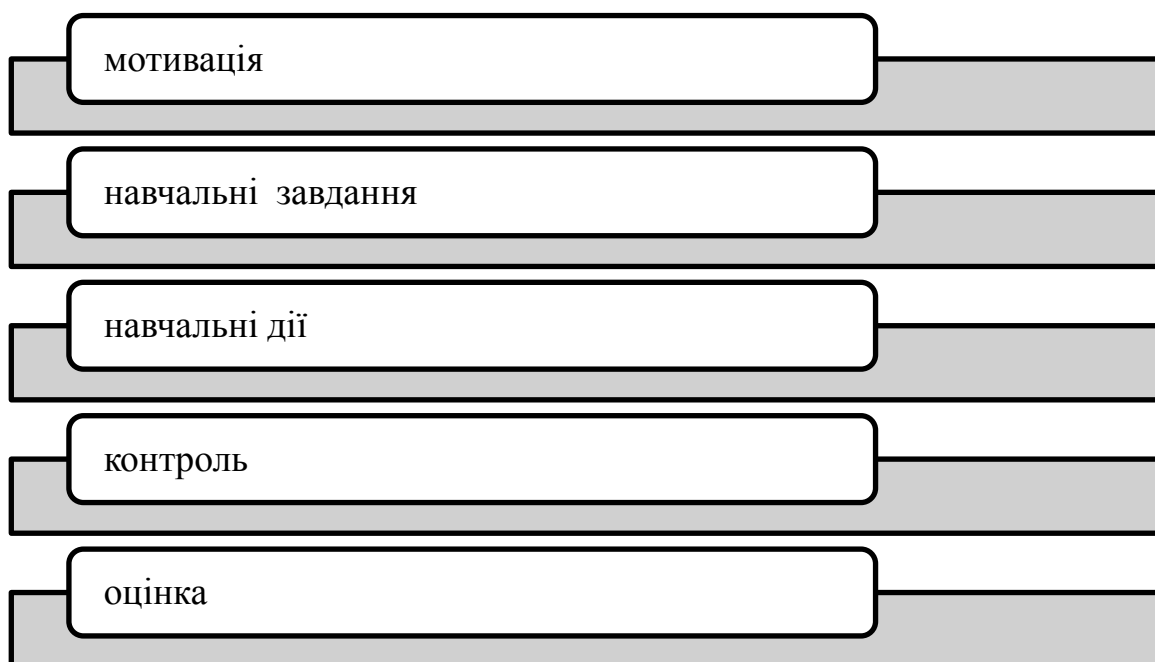 мотивація
навчальні завдання
навчальні дії
контроль
оцінка